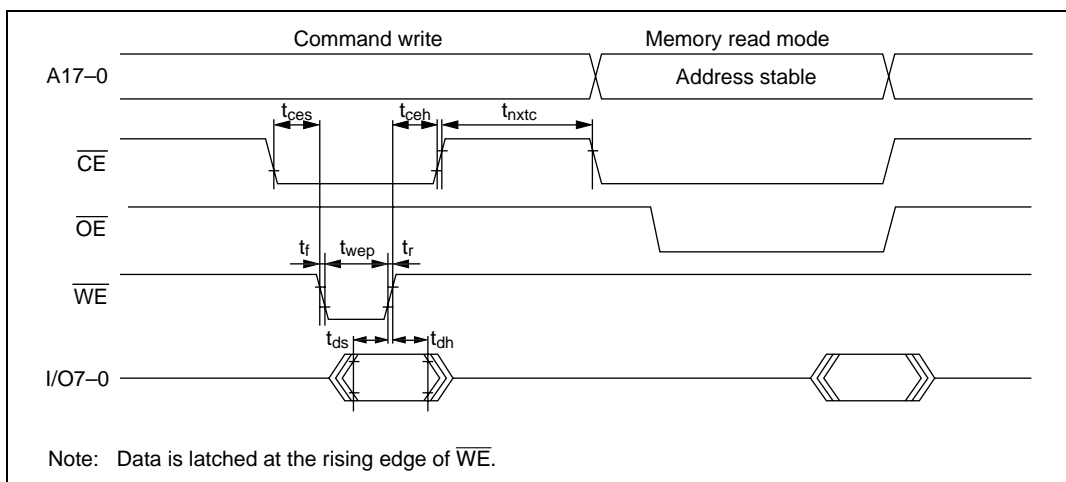 Command write Memory read mode
A17–0 Address stable
tces tceh tnxtc
CE
OE
tf twep tr
WE
tds tdh
I/O7–0
Note: Data is latched at the rising edge of WE.